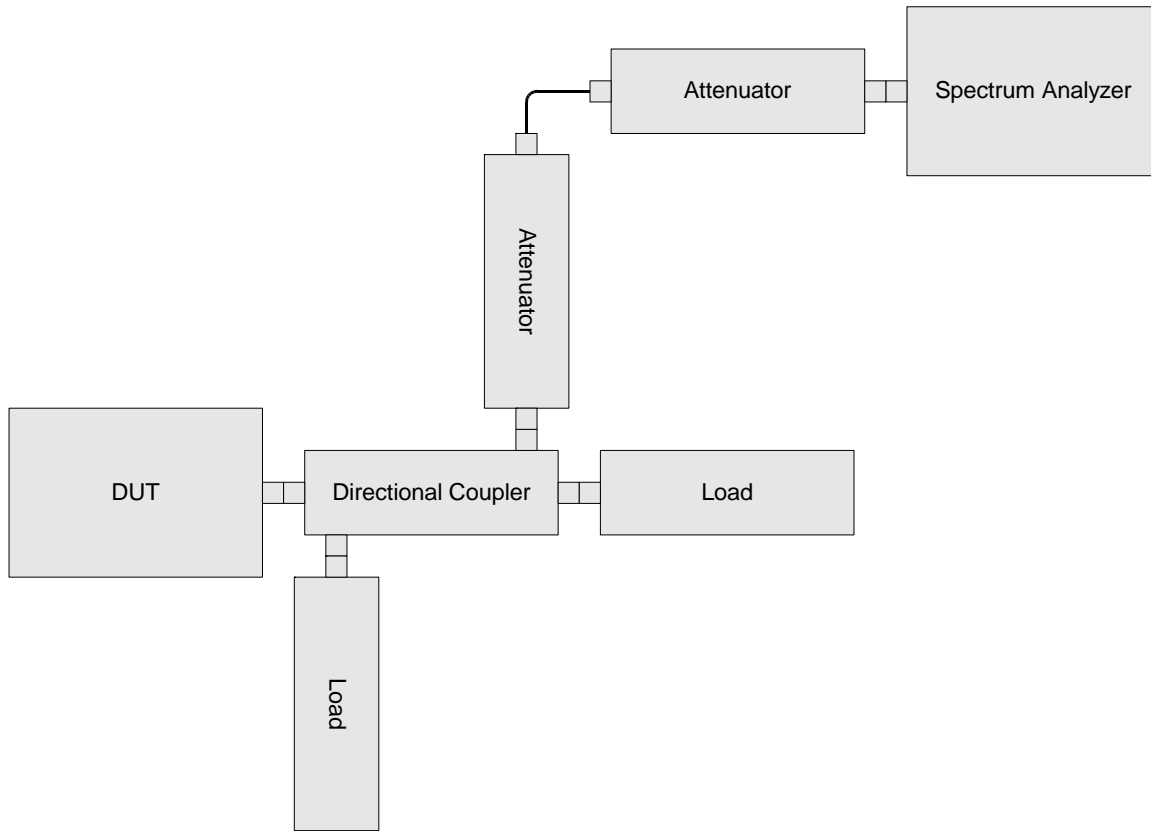 Attenuator
Spectrum Analyzer
Attenuator
DUT
Directional Coupler
Load
Load